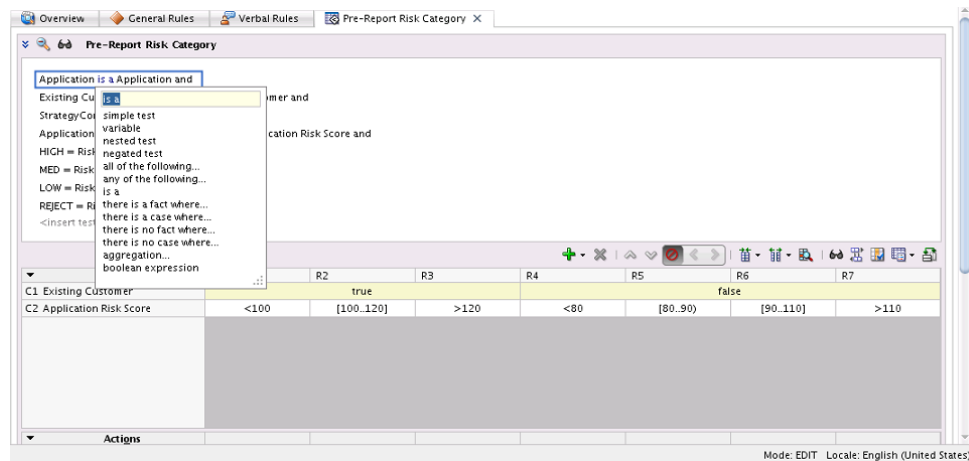 Overview General Rules Verbal Rules Pre-Report Risk Category
Pre-Report Risk Category
Application is a Application and
Existing Cu mer and
is a
StrategyCo
simple test
variable
Application cation Risk Score and
nested test
HIGH = Risk
negated test
MED = Risk
all of the following...
any of the following...
LOW = Risk
is a
REJECT = Ri
there is a fact where...
there is a case where...
<insert test
there is no fact where...
there is no case where...
aggregation...
boolean expression
R2 R3 R4 R5 R6 R7
C1 Existing Customer true false
C2 Application Risk Score <100 [100..120] >120 <80 [80..90) [90..110] >110
Actions
Mode: EDIT Locale: English (United States)